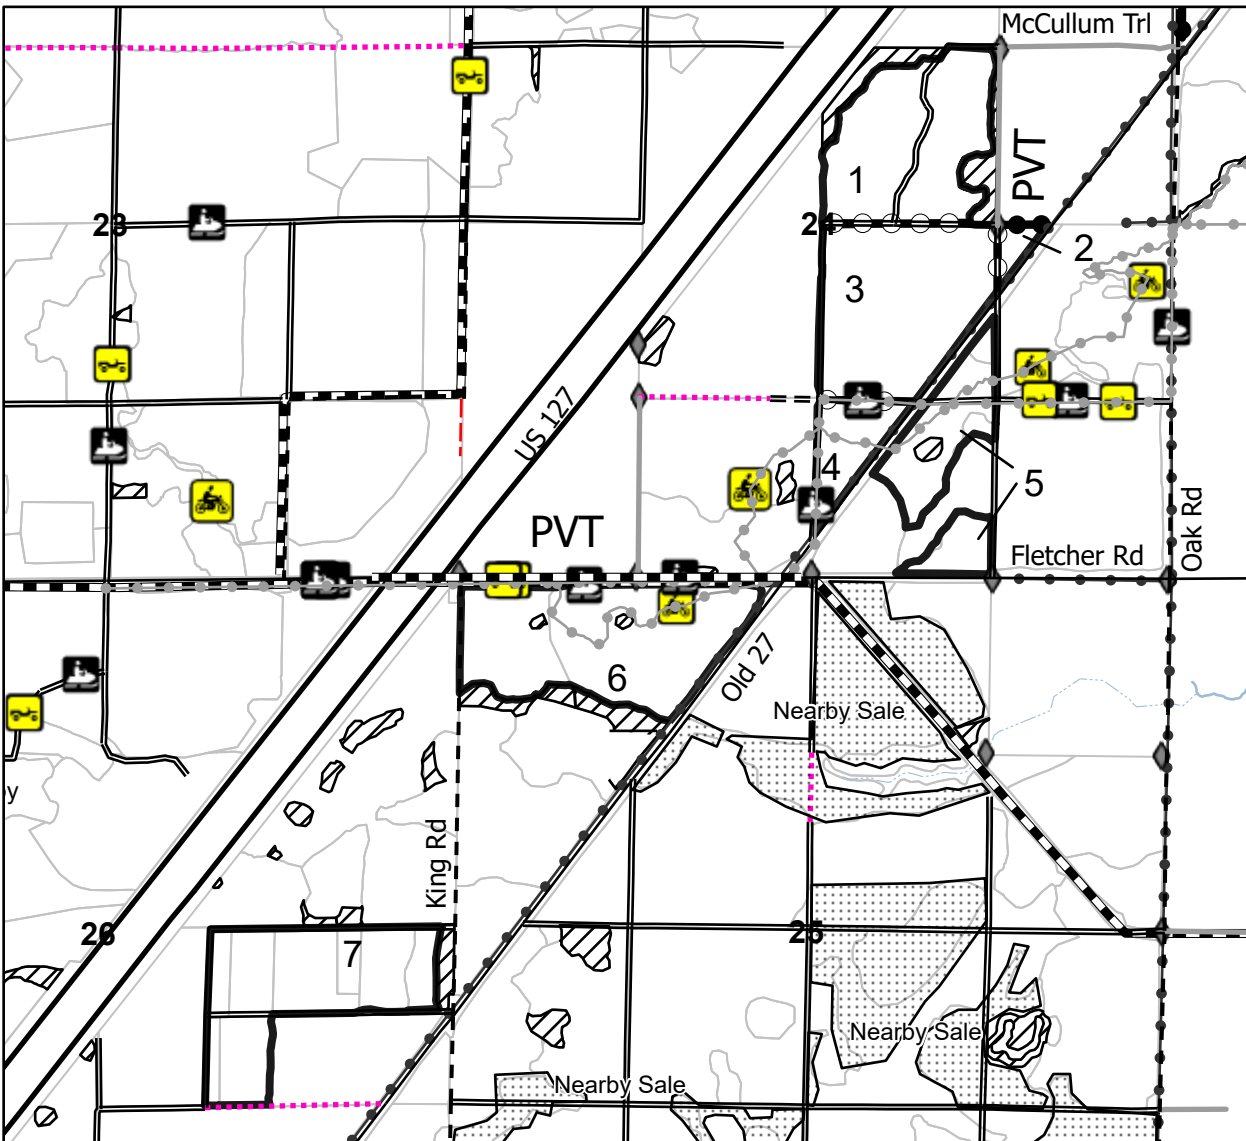 McCullum Trl
PVT
1
23
24
2
3
US 127
4
5
Oak Rd
PVT
Fletcher Rd
6
Old 27
Nearby Sale
y
King Rd
26
7
25
Nearby Sale
Nearby Sale